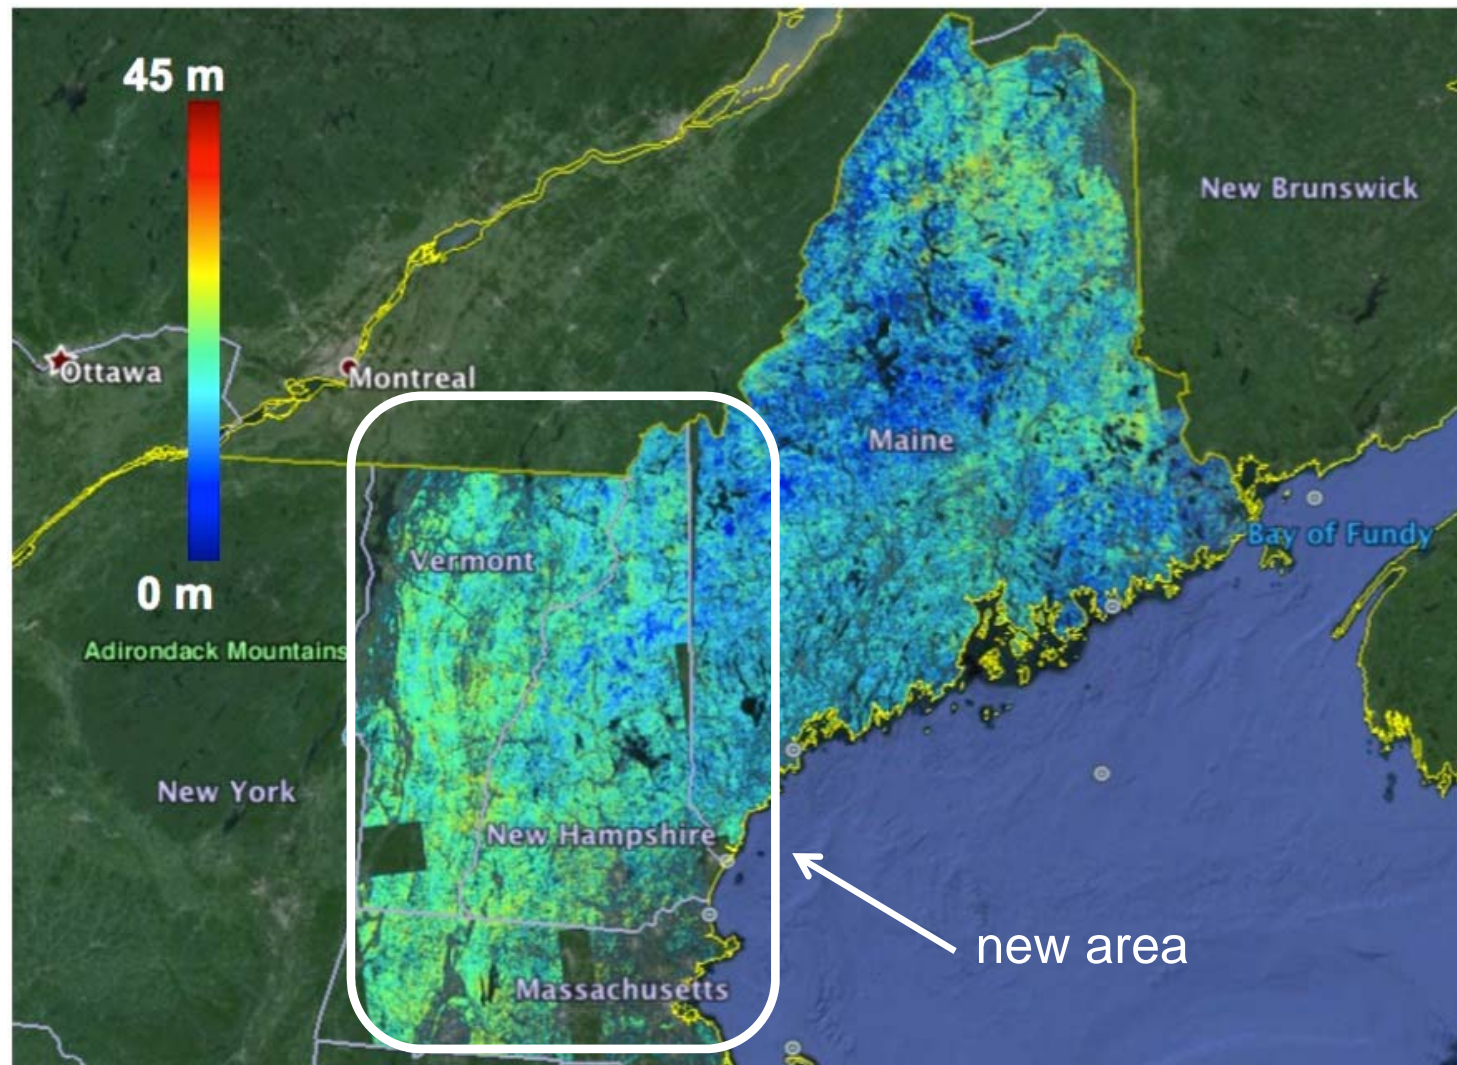 45 m
New Brunswick
Ottawa
Montreal
Maine
Bay of Fundy
Vermont
0 m
Adirondack Mountains
New York
New Hampshire
new area
Massachusetts